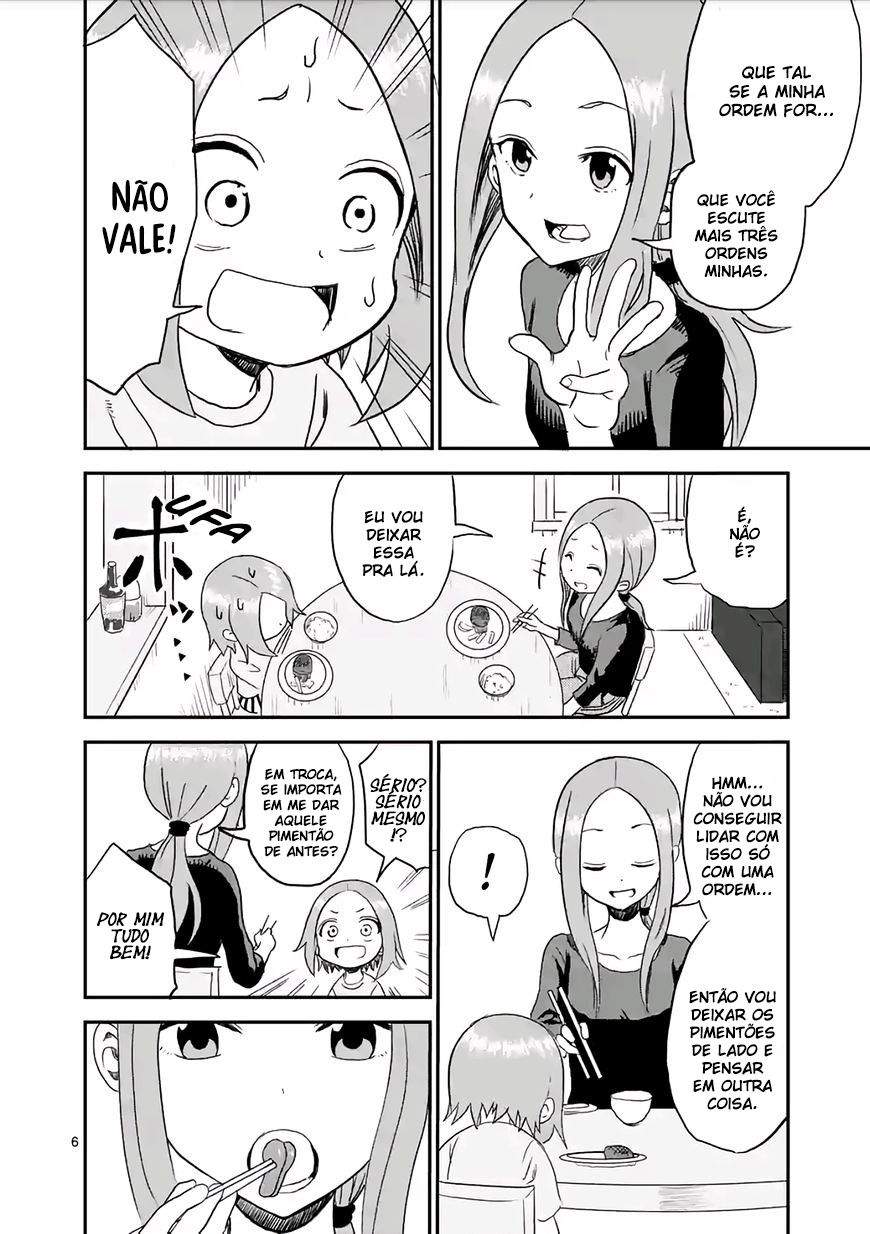 QUE TAL
SE A MINHA
ORDEM FOR...
QUE VOCÊ
ESCUTE
MAIS TRÊS
ORDENS
MINHAS.
NÃO
VALE!
É,
NÃO
É?
EU VOU
DEIXAR
ESSA
PRA LÁ.
UFA
ホッ...
HMM...
NÃO VOU
CONSEGUIR
LIDAR COM
ISSO SÓ
COM UMA
ORDEM...
!
ENTÃO VOU
DEIXAR OS
PIMENTÕES
DE LADO E
PENSAR
EM OUTRA
COISA.
SÉRIO?
SÉRIO
MESMO
!?
EM TROCA,
SE IMPORTA
EM ME DAR
AQUELE
PIMENTÃO
DE ANTES?
POR MIM
TUDO
BEM!
6